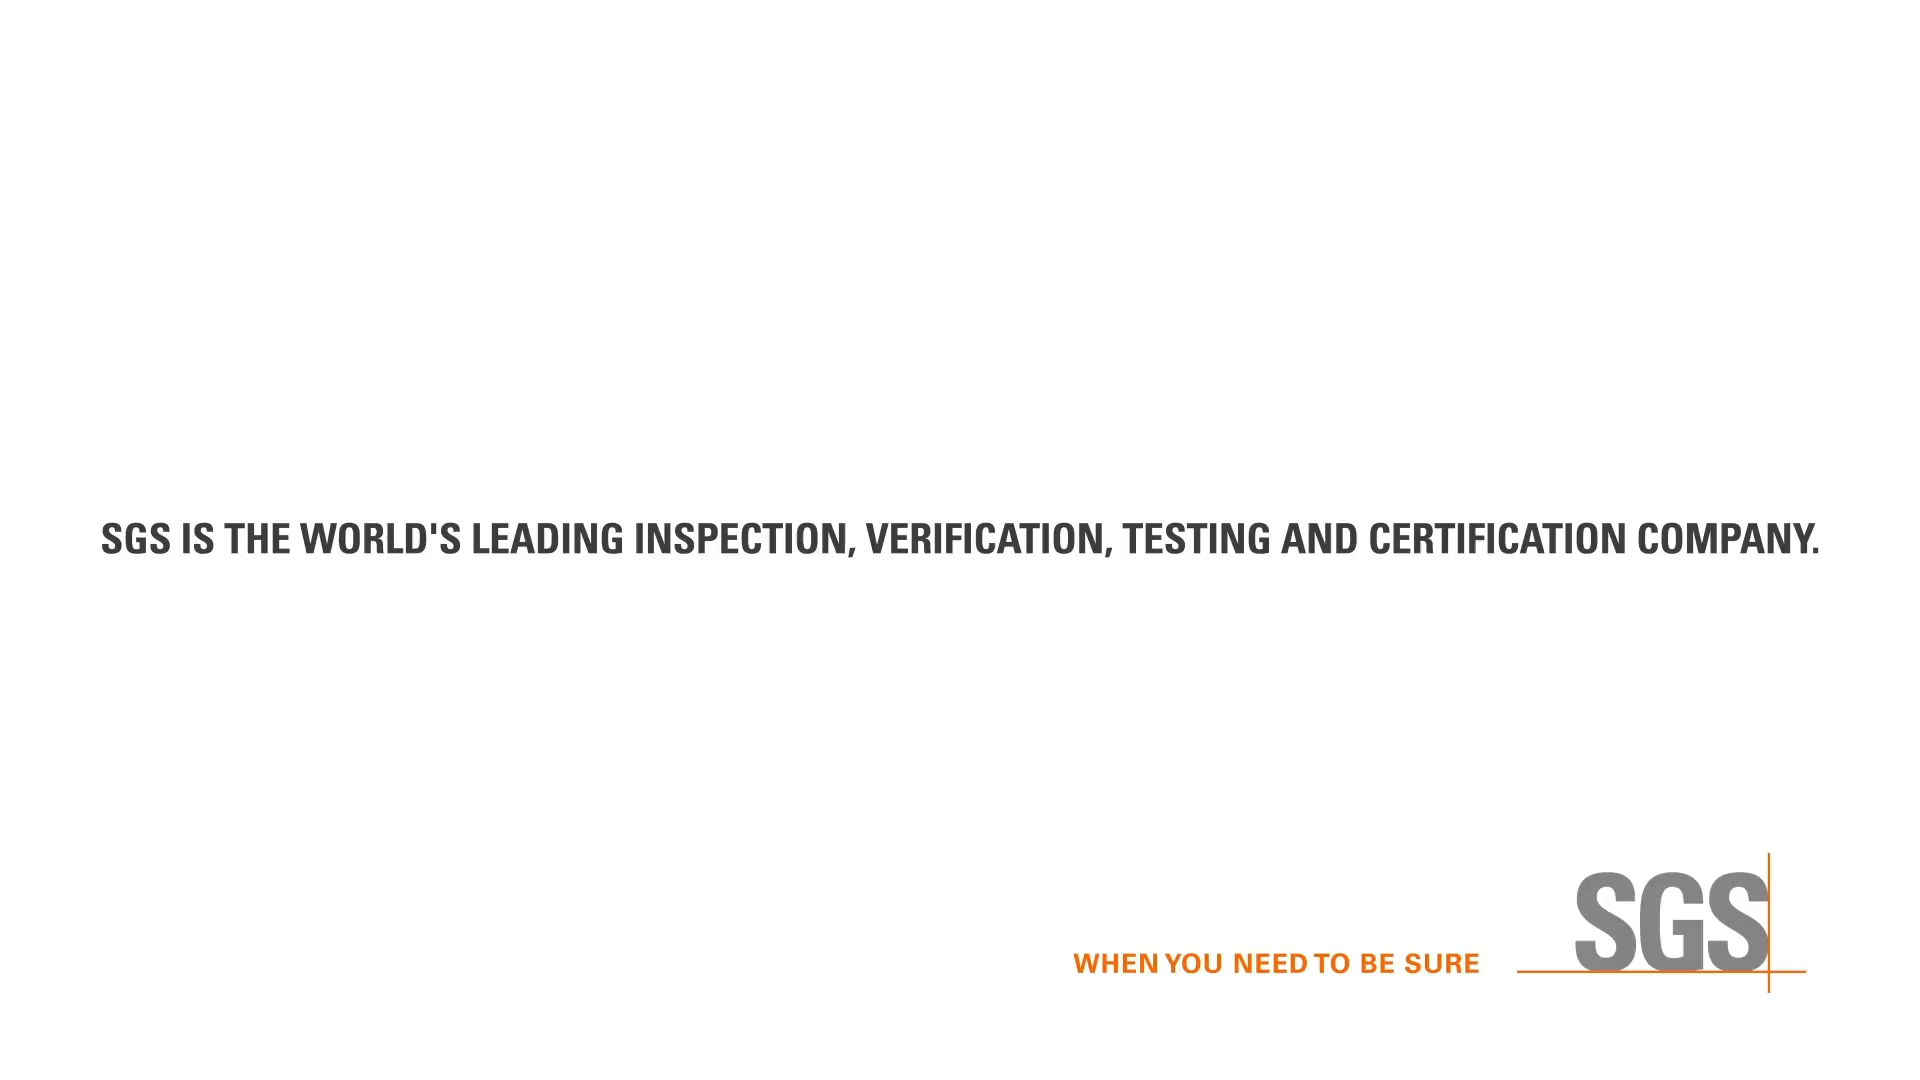 SGS IS THE WORLD'S LEADING INSPECTION, VERIFICATION, TESTING AND CERTIFICATION COMPANY.
WHEN YOU NEED TO BE SURE
SGS